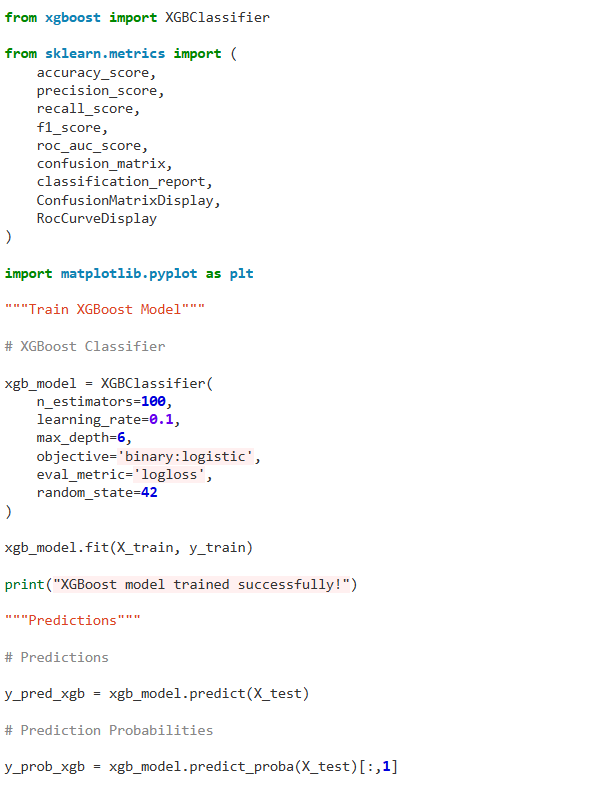 from xgboost import XGBClassifier
from sklearn.metrics import (
    accuracy_score,
    precision_score,
    recall_score,
    f1_score,
    roc_auc_score,
    confusion_matrix,
    classification_report,
    ConfusionMatrixDisplay,
    RocCurveDisplay
)
import matplotlib.pyplot as plt
"""Train XGBoost Model"""
# XGBoost Classifier
xgb_model = XGBClassifier(
    n_estimators=100,
    learning_rate=0.1,
    max_depth=6,
    objective='binary:logistic',
    eval_metric='logloss',
    random_state=42
)
xgb_model.fit(X_train, y_train)
print("XGBoost model trained successfully!")
"""Predictions"""
# Predictions
y_pred_xgb = xgb_model.predict(X_test)
# Prediction Probabilities
y_prob_xgb = xgb_model.predict_proba(X_test)[:,1]